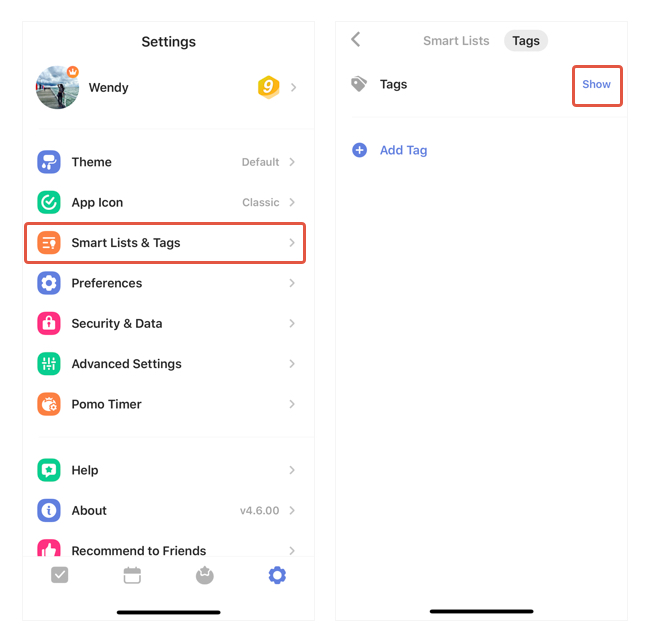 Settings
Wendy
9
Theme
Default
App Icon
Classic
Smart Lists & Tags
Preferences
Security & Data
Advanced Settings
Pomo Timer
Help
About
v4.6.00
Recommend to Friends
Smart Lists
Tags
Tags
Show
Add Tag